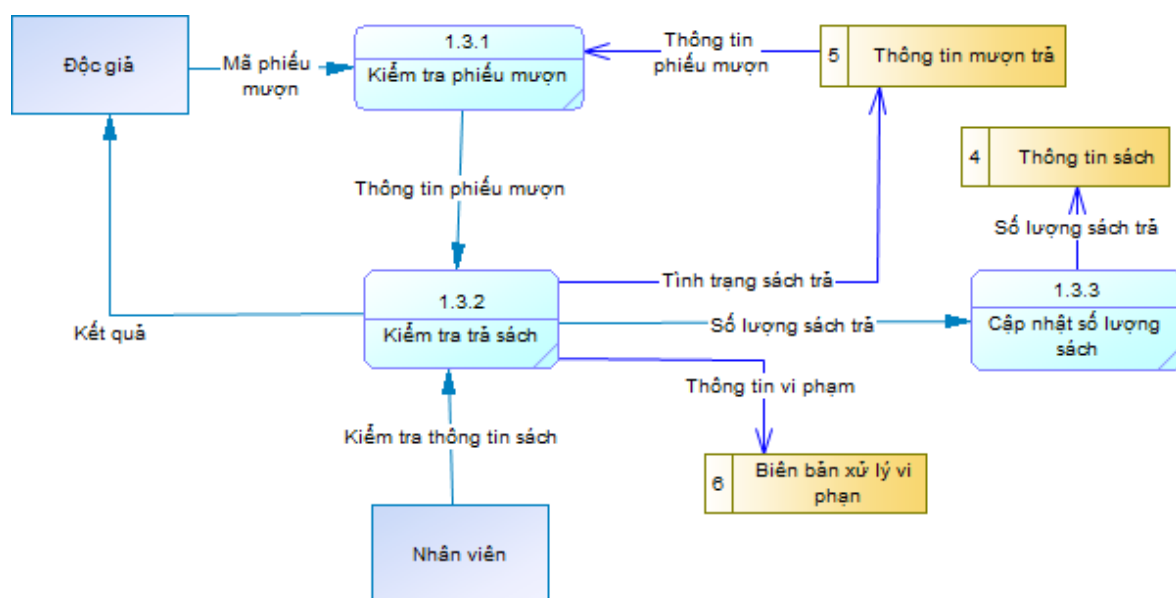 1.3.1
Kiểm tra phiếu mượn
Độc giả
Mã phiếu
mượn
Thông tin
phiếu mượn
5
Thông tin mượn trả
4
Thông tin sách
Thông tin phiếu mượn
Số lượng sách trả
1.3.2
Kiểm tra trả sách
Tình trạng sách trả
Số lượng sách trả
1.3.3
Cập nhật số lượng
sách
Kết quả
Thông tin vi phạm
Kiểm tra thông tin sách
6
Biên bản xử lý vi
phạn
Nhân viên